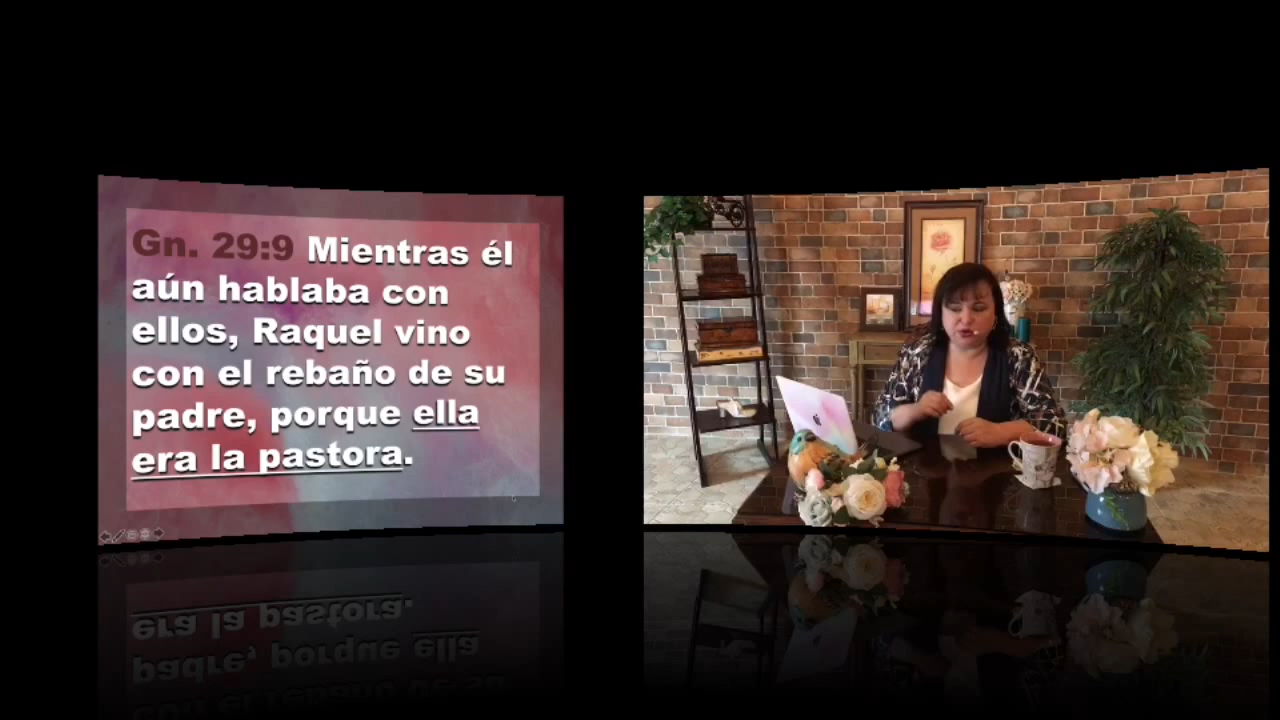 Gn. 29:9 Mientras él
aún hablaba con
ellos, Raquel vino
con el rebaño de su
padre, porque ella
era la pastora.